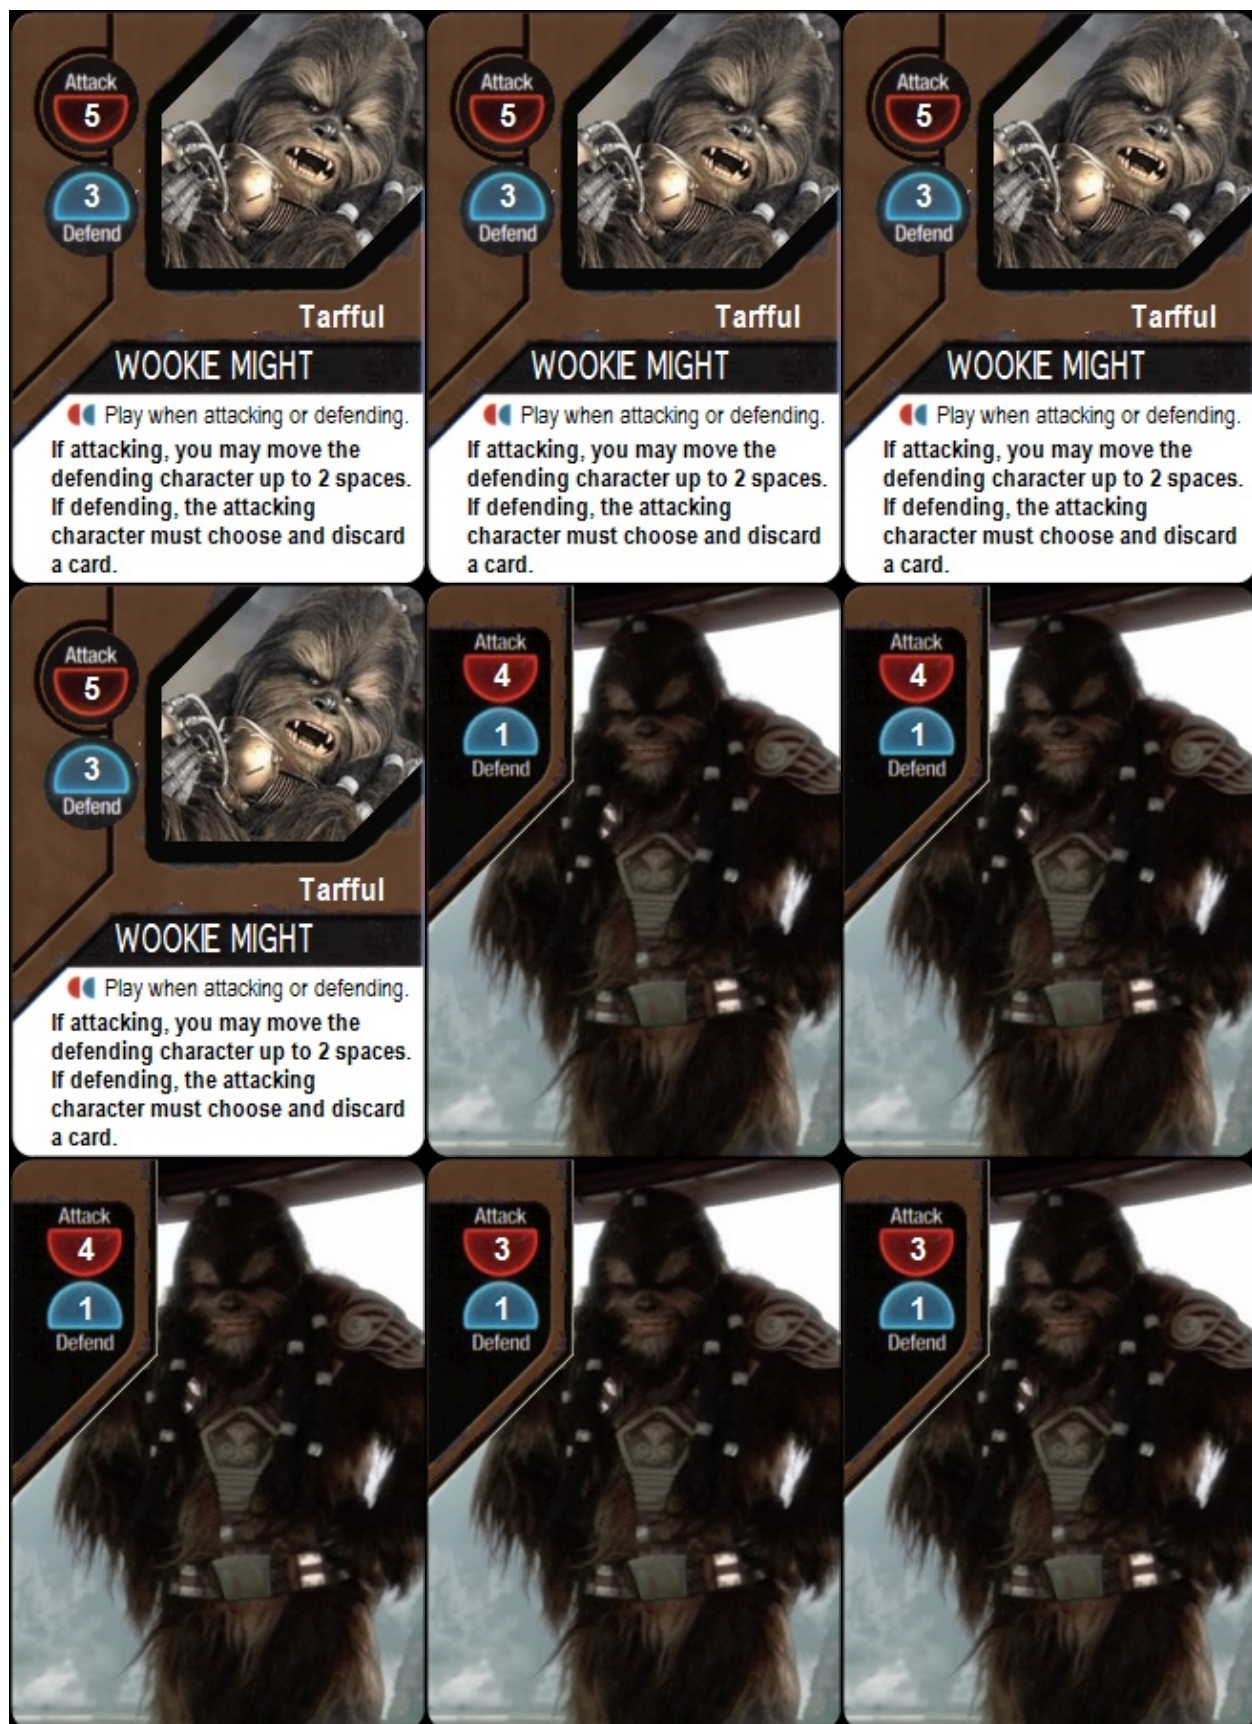 Attack
5
3
Defend
Tarfful
WOOKIE MIGHT
Play when attacking or defending.
If attacking, you may move the
defending character up to 2 spaces.
If defending, the attacking
character must choose and discard
a card.
Attack
5
3
Defend
Tarfful
WOOKIE MIGHT
Play when attacking or defending.
If attacking, you may move the
defending character up to 2 spaces.
If defending, the attacking
character must choose and discard
a card.
Attack
5
3
Defend
Tarfful
WOOKIE MIGHT
Play when attacking or defending.
If attacking, you may move the
defending character up to 2 spaces.
If defending, the attacking
character must choose and discard
a card.
Attack
5
3
Defend
Tarfful
WOOKIE MIGHT
Play when attacking or defending.
If attacking, you may move the
defending character up to 2 spaces.
If defending, the attacking
character must choose and discard
a card.
Attack
4
1
Defend
Attack
4
1
Defend
Attack
4
1
Defend
Attack
3
1
Defend
Attack
3
1
Defend